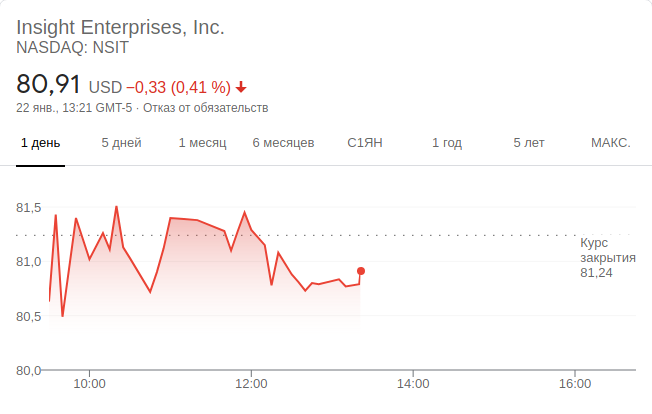 Insight Enterprises, Inc.
NASDAQ: NSIT
80,91 USD −0,33 (0,41 %)
22 янв., 13:21 GMT-5 · Отказ от обязательств
1 день 5 дней 1 месяц 6 месяцев С1ЯН 1 год 5 лет МАКС.
81,5
81,0
80,5
80,0
Курс
закрытия
81,24
10:00 12:00 14:00 16:00